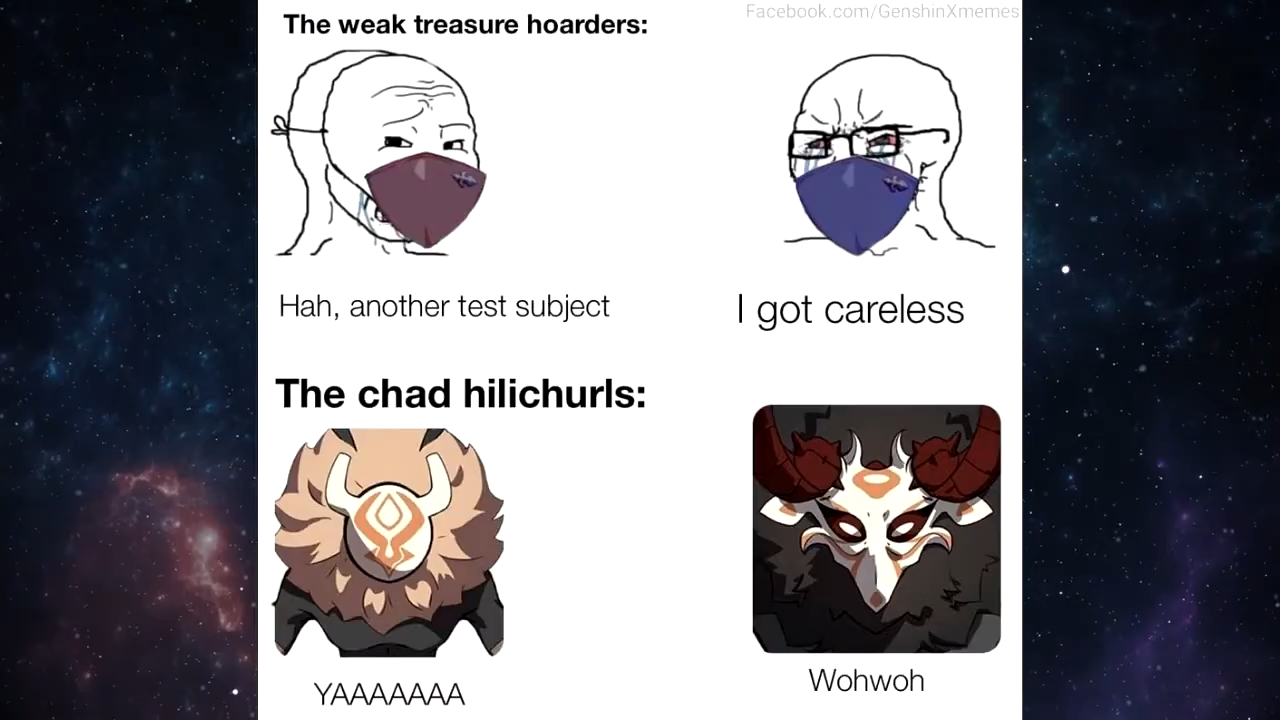 The weak treasure hoarders:
Facebook.com/GenshinXmemes
Hah, another test subject
I got careless
The chad hilichurls:
YAAAAAAA
Wohwoh